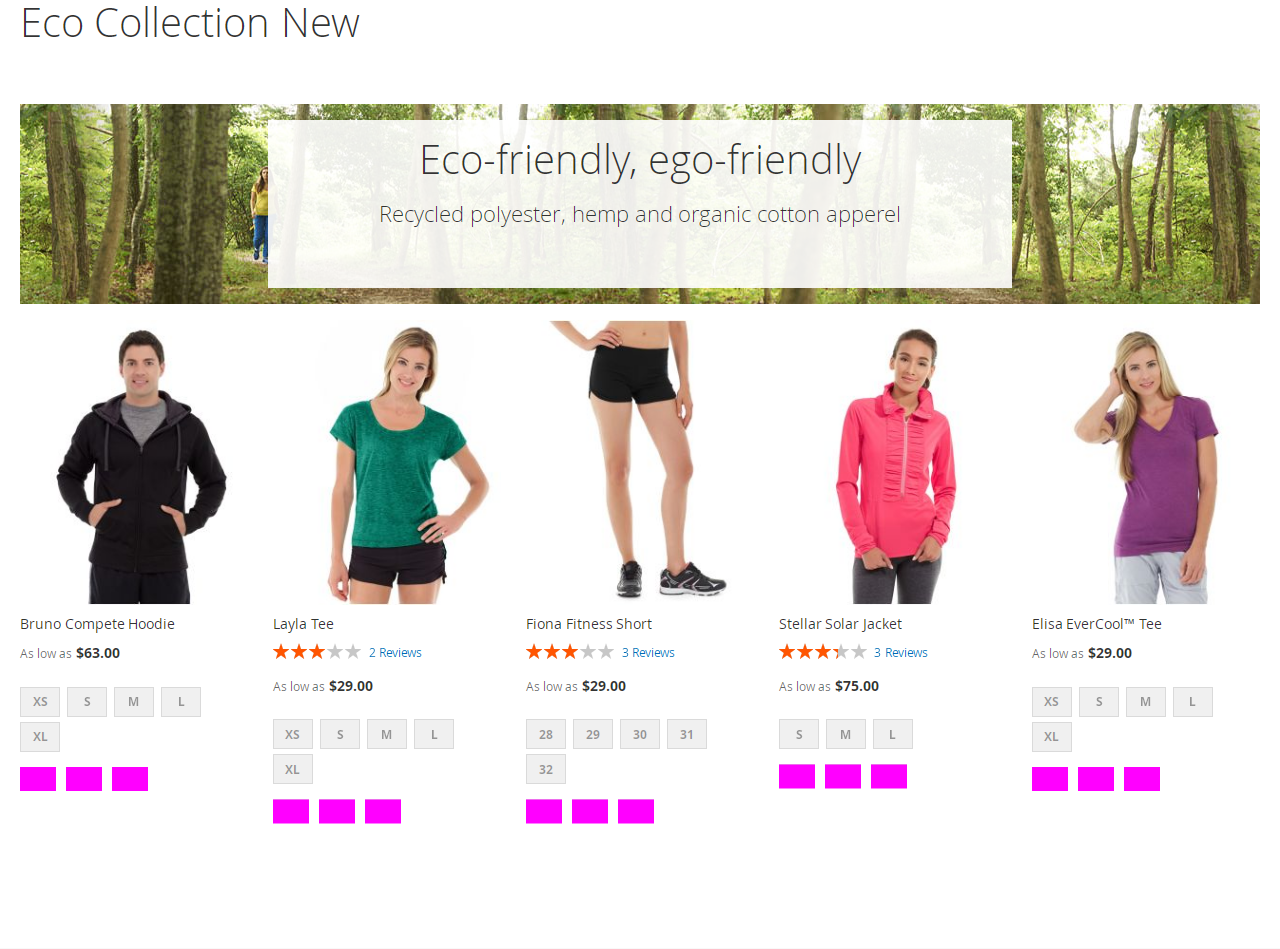 Eco Collection New
Eco-friendly, ego-friendly
Recycled polyester, hemp and organic cotton apperel
Bruno Compete Hoodie
As low as $63.00
XS S M L
XL
Layla Tee
2 Reviews
As low as $29.00
XS S M L
XL
Fiona Fitness Short
3 Reviews
As low as $29.00
28 29 30 31
32
Stellar Solar Jacket
3 Reviews
As low as $75.00
S M L
Elisa EverCool™ Tee
As low as $29.00
XS S M L
XL